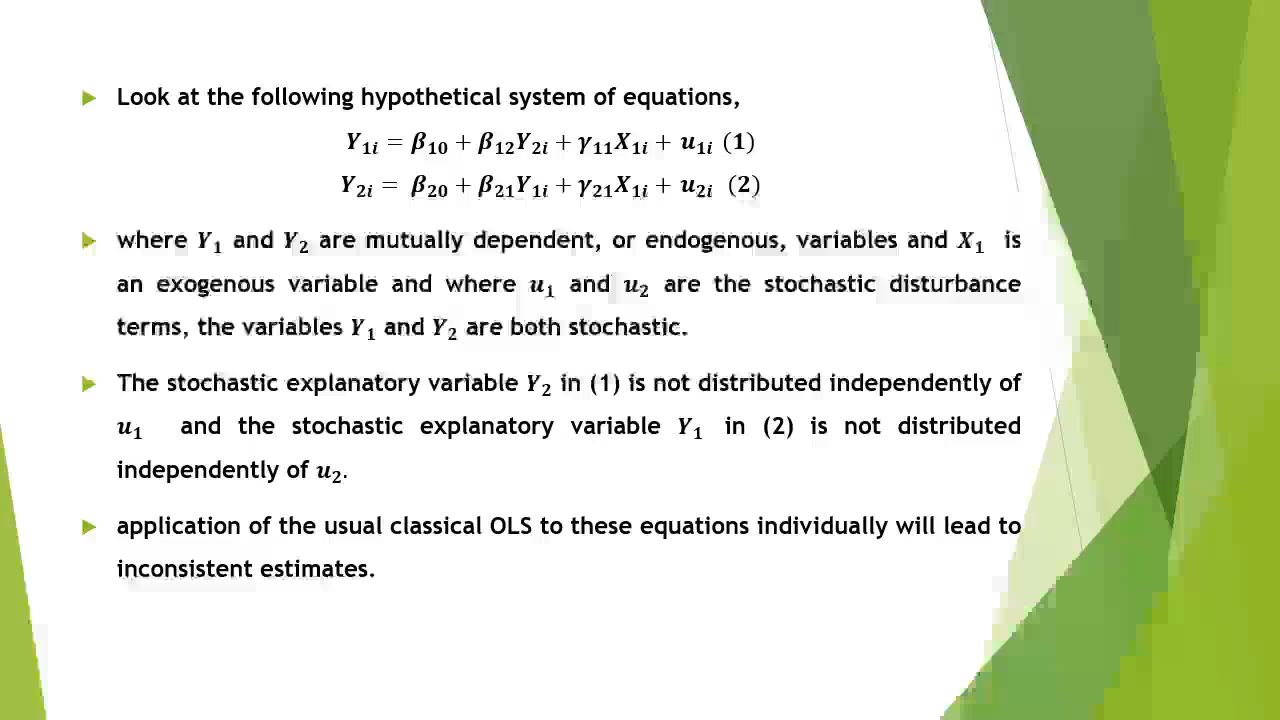 Look at the following hypothetical system of equations,
Y₁ᵢ = β₁₀ + β₁₂Y₂ᵢ + γ₁₁X₁ᵢ + u₁ᵢ (1)
Y₂ᵢ = β₂₀ + β₂₁Y₁ᵢ + γ₂₁X₁ᵢ + u₂ᵢ (2)
where Y₁ and Y₂ are mutually dependent, or endogenous, variables and X₁ is
an exogenous variable and where u₁ and u₂ are the stochastic disturbance
terms, the variables Y₁ and Y₂ are both stochastic.
The stochastic explanatory variable Y₂ in (1) is not distributed independently of
u₁ and the stochastic explanatory variable Y₁ in (2) is not distributed
independently of u₂.
application of the usual classical OLS to these equations individually will lead to
inconsistent estimates.